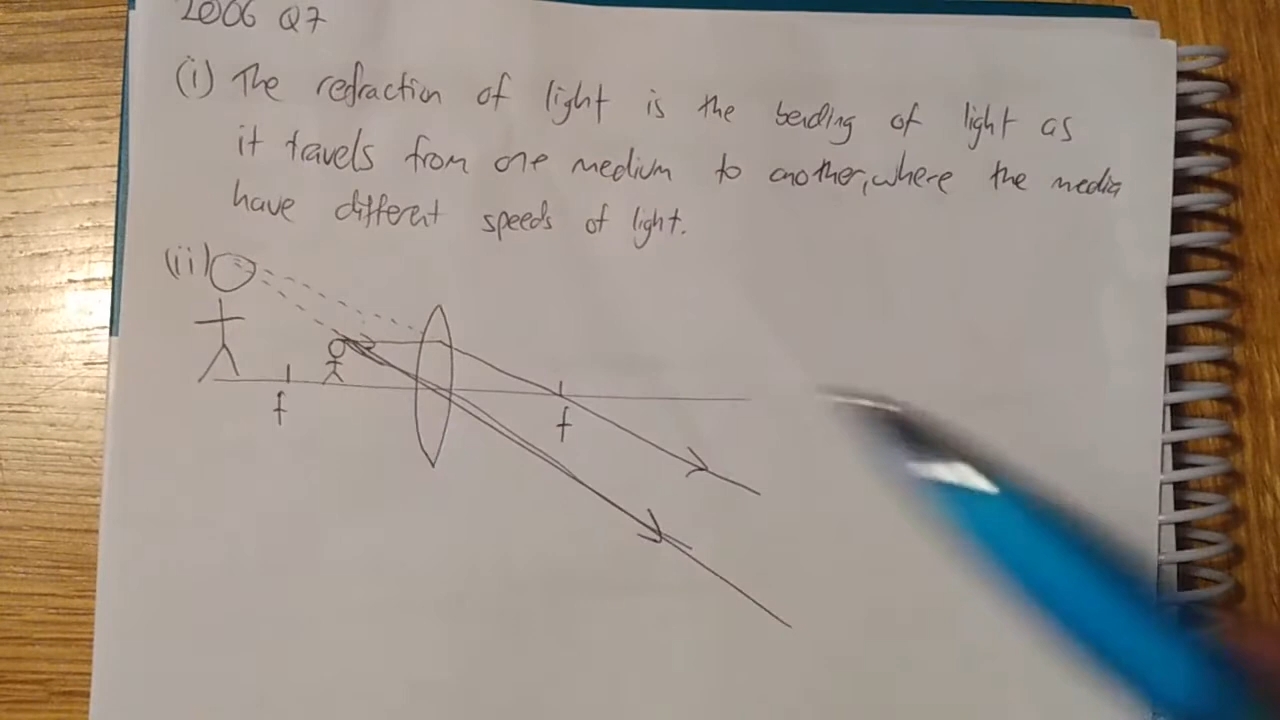 2006 Q7
(i) The refraction of light is the bending of light as
it travels from one medium to another, where the media
have different speeds of light.
(ii)
f
f